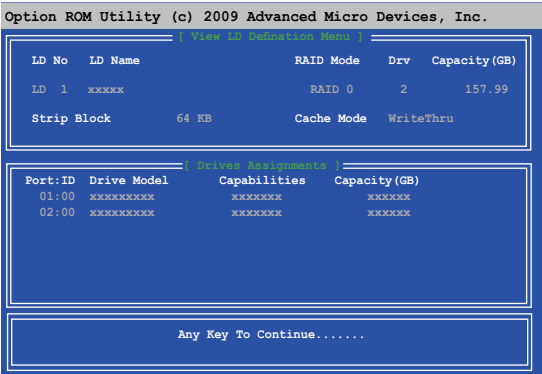 Option ROM Utility (c) 2009 Advanced Micro Devices, Inc.
[ View LD Defination Menu ]
LD No LD Name RAID Mode Drv Capacity(GB)
LD 1 xxxxx RAID 0 2 157.99
Strip Block 64 KB Cache Mode WriteThru
[ Drives Assignments ]
Port:ID Drive Model Capabilities Capacity(GB)
01:00 xxxxxxxxx xxxxxxx xxxxxx
02:00 xxxxxxxxx xxxxxxx xxxxxx
Any Key To Continue.......